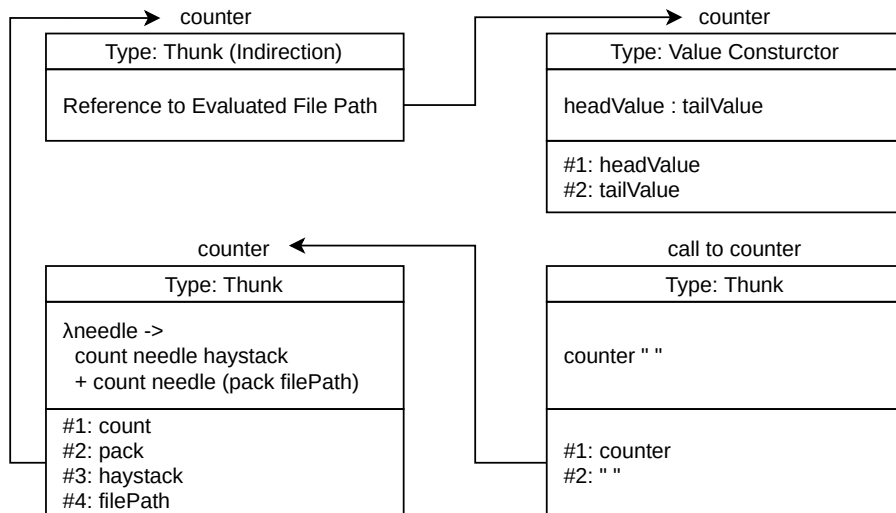 counter
Type: Thunk (Indirection)
Reference to Evaluated File Path
counter
Type: Value Consturctor
headValue : tailValue
#1: headValue
#2: tailValue
counter
Type: Thunk
λneedle ->
count needle haystack
+ count needle (pack filePath)
#1: count
#2: pack
#3: haystack
#4: filePath
call to counter
Type: Thunk
counter " "
#1: counter
#2: " "